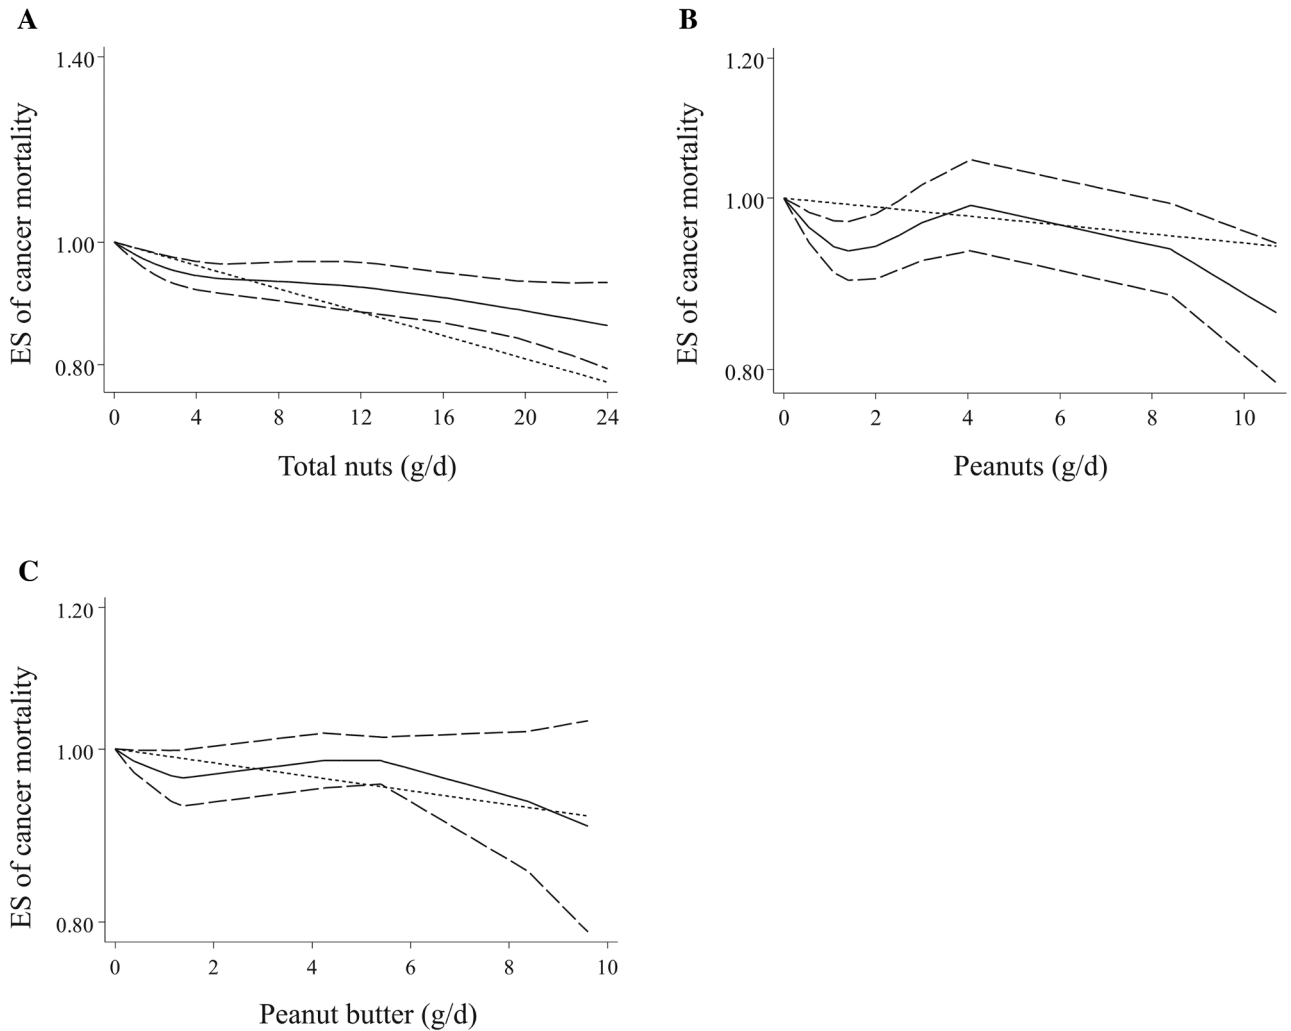 A
ES of cancer mortality
1.40
1.00
0.80
0 4 8 12 16 20 24
Total nuts (g/d)
B
ES of cancer mortality
1.20
1.00
0.80
0 2 4 6 8 10
Peanuts (g/d)
C
ES of cancer mortality
1.20
1.00
0.80
0 2 4 6 8 10
Peanut butter (g/d)